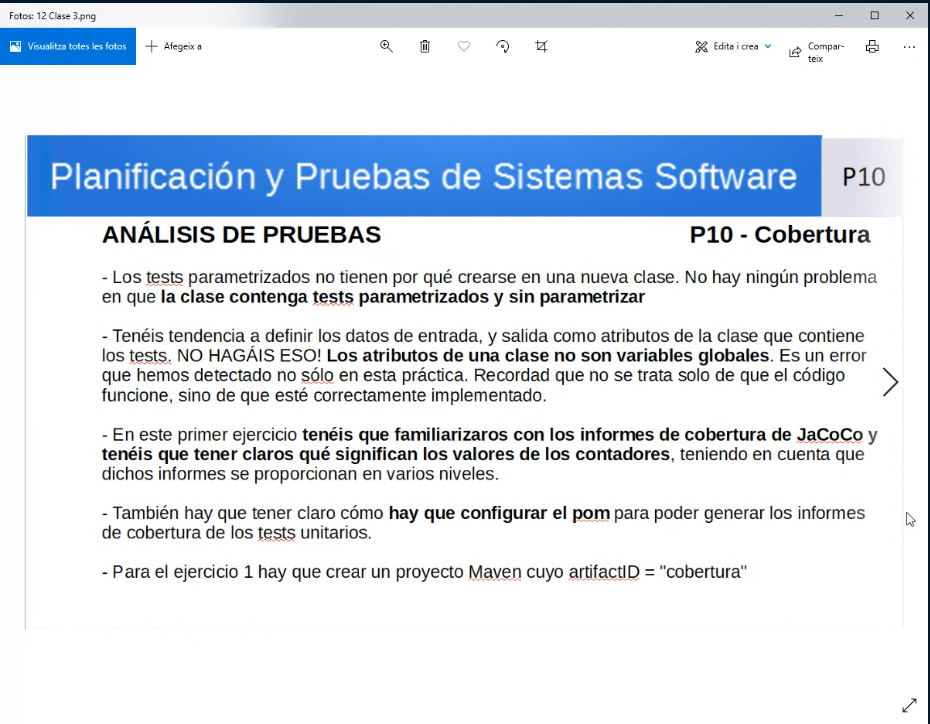 Fotos: 12 Clase 3.png
Visualitza totes les fotos
Afegeix a
Edita i crea
Compar-
teix
Planificación y Pruebas de Sistemas Software
P10
ANÁLISIS DE PRUEBAS
P10 - Cobertura
- Los tests parametrizados no tienen por qué crearse en una nueva clase. No hay ningún problema
en que la clase contenga tests parametrizados y sin parametrizar
- Tenéis tendencia a definir los datos de entrada, y salida como atributos de la clase que contiene
los tests. NO HAGÁIS ESO! Los atributos de una clase no son variables globales. Es un error
que hemos detectado no sólo en esta práctica. Recordad que no se trata solo de que el código
funcione, sino de que esté correctamente implementado.
- En este primer ejercicio tenéis que familiarizaros con los informes de cobertura de JaCoCo y
tenéis que tener claros qué significan los valores de los contadores, teniendo en cuenta que
dichos informes se proporcionan en varios niveles.
- También hay que tener claro cómo hay que configurar el pom para poder generar los informes
de cobertura de los tests unitarios.
- Para el ejercicio 1 hay que crear un proyecto Maven cuyo artifactID = "cobertura"